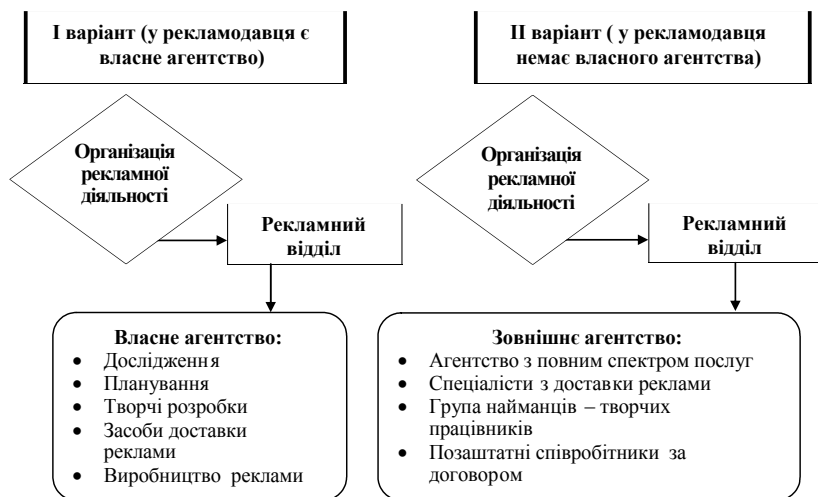 І варіант (у рекламодавця є
власне агентство)
Організація
рекламної
діяльності
Рекламний
відділ
Власне агентство:
• Дослідження
• Планування
• Творчі розробки
• Засоби доставки
реклами
• Виробництво реклами
ІІ варіант ( у рекламодавця
немає власного агентства)
Організація
рекламної
діяльності
Рекламний
відділ
Зовнішнє агентство:
• Агентство з повним спектром послуг
• Спеціалісти з доставки реклами
• Група найманців – творчих
працівників
• Позаштатні співробітники за
договором